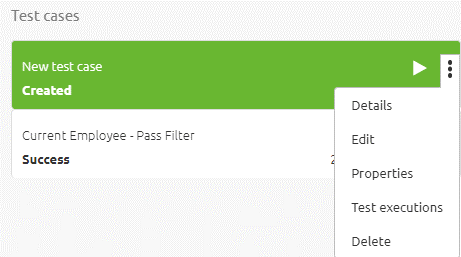 Test cases
New test case
Created
Details
Edit
Current Employee - Pass Filter
Success
Properties
Test executions
Delete